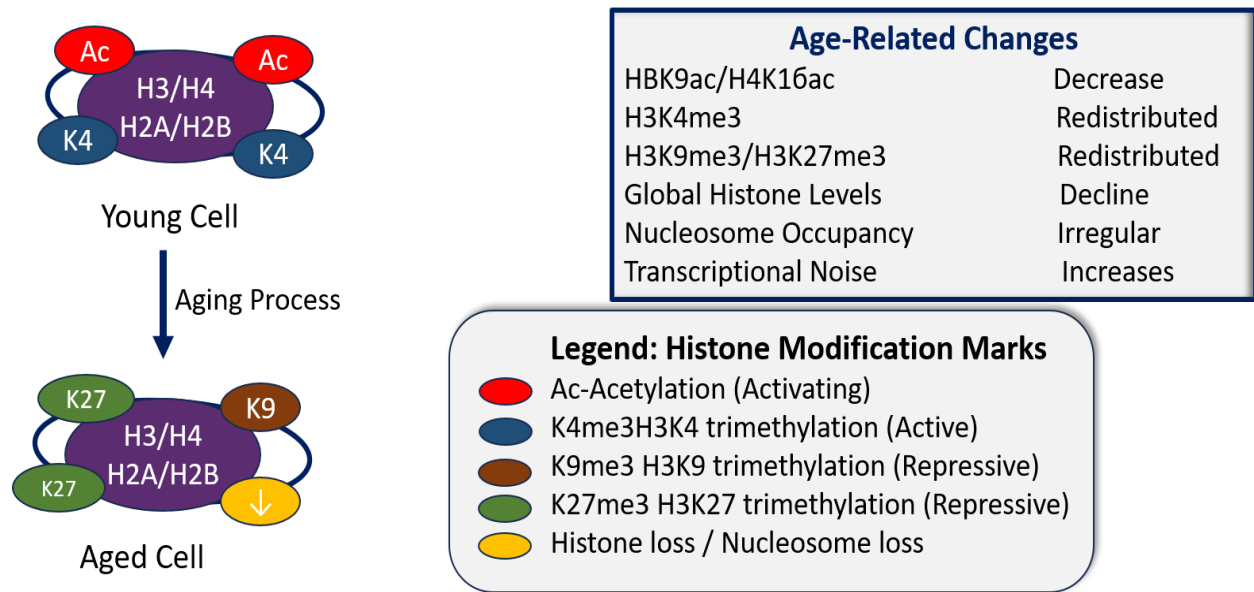 Ac
Ac
H3/H4
H2A/H2B
K4
K4
Young Cell
Aging Process
K27
K9
H3/H4
H2A/H2B
K27
↓
Aged Cell
Age-Related Changes
HBK9ac/H4K1бac Decrease
H3K4me3 Redistributed
H3K9me3/H3K27me3 Redistributed
Global Histone Levels Decline
Nucleosome Occupancy Irregular
Transcriptional Noise Increases
Legend: Histone Modification Marks
Ac-Acetylation (Activating)
K4me3H3K4 trimethylation (Active)
K9me3 H3K9 trimethylation (Repressive)
K27me3 H3K27 trimethylation (Repressive)
Histone loss / Nucleosome loss